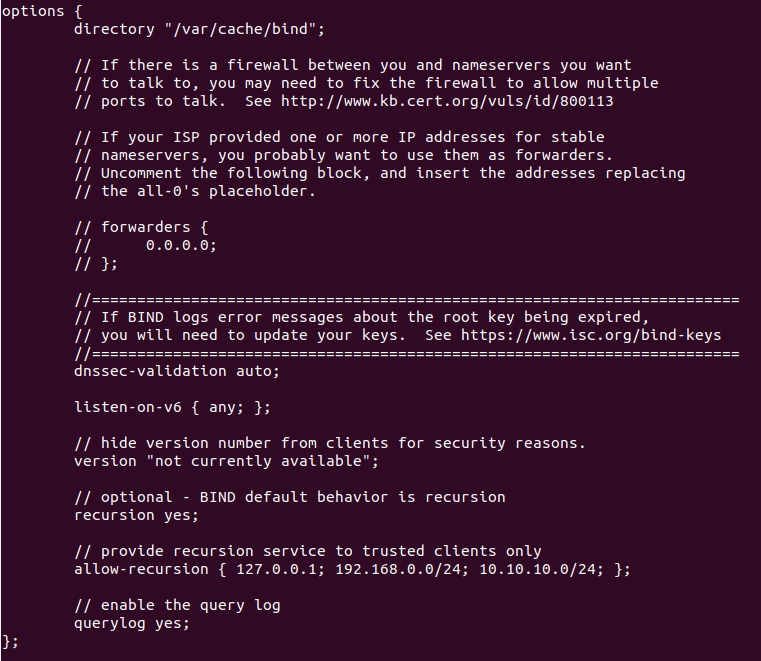 options {
        directory "/var/cache/bind";

        // If there is a firewall between you and nameservers you want
        // to talk to, you may need to fix the firewall to allow multiple
        // ports to talk.  See http://www.kb.cert.org/vuls/id/800113

        // If your ISP provided one or more IP addresses for stable
        // nameservers, you probably want to use them as forwarders.
        // Uncomment the following block, and insert the addresses replacing
        // the all-0's placeholder.

        // forwarders {
        //      0.0.0.0;
        // };

        //========================================================================
        // If BIND logs error messages about the root key being expired,
        // you will need to update your keys.  See https://www.isc.org/bind-keys
        //========================================================================
        dnssec-validation auto;

        listen-on-v6 { any; };

        // hide version number from clients for security reasons.
        version "not currently available";

        // optional - BIND default behavior is recursion
        recursion yes;

        // provide recursion service to trusted clients only
        allow-recursion { 127.0.0.1; 192.168.0.0/24; 10.10.10.0/24; };

        // enable the query log
        querylog yes;
};